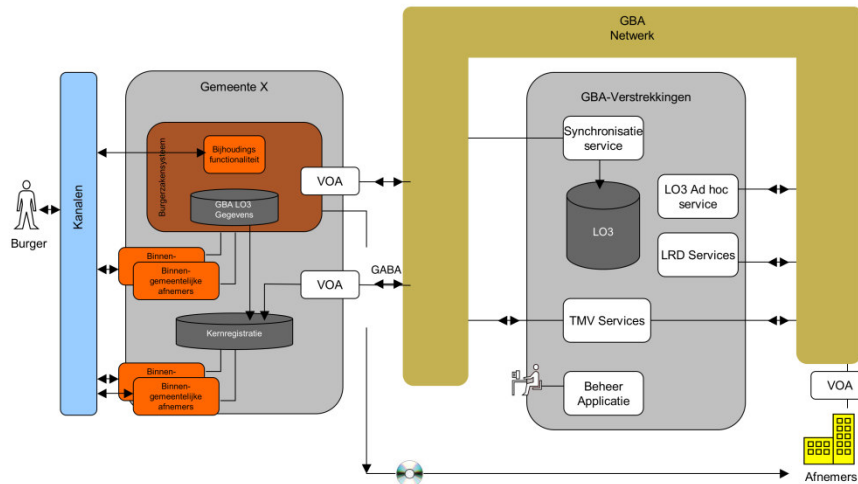 GBA
Netwerk
Gemeente X
GBA-Verstrekkingen
Burgerzakensysteem
Bijhoudings
functionaliteit
Synchronisatie
service
VOA
GBA LO3
Gegevens
LO3 Ad hoc
service
Kanalen
LO3
Burger
LRD Services
Binnen-
Binnen-
gemeentelijke
afnemers
VOA
GABA
Kernregistratie
TMV Services
Binnen-
Binnen-
gemeentelijke
afnemers
Beheer
Applicatie
VOA
Afnemers